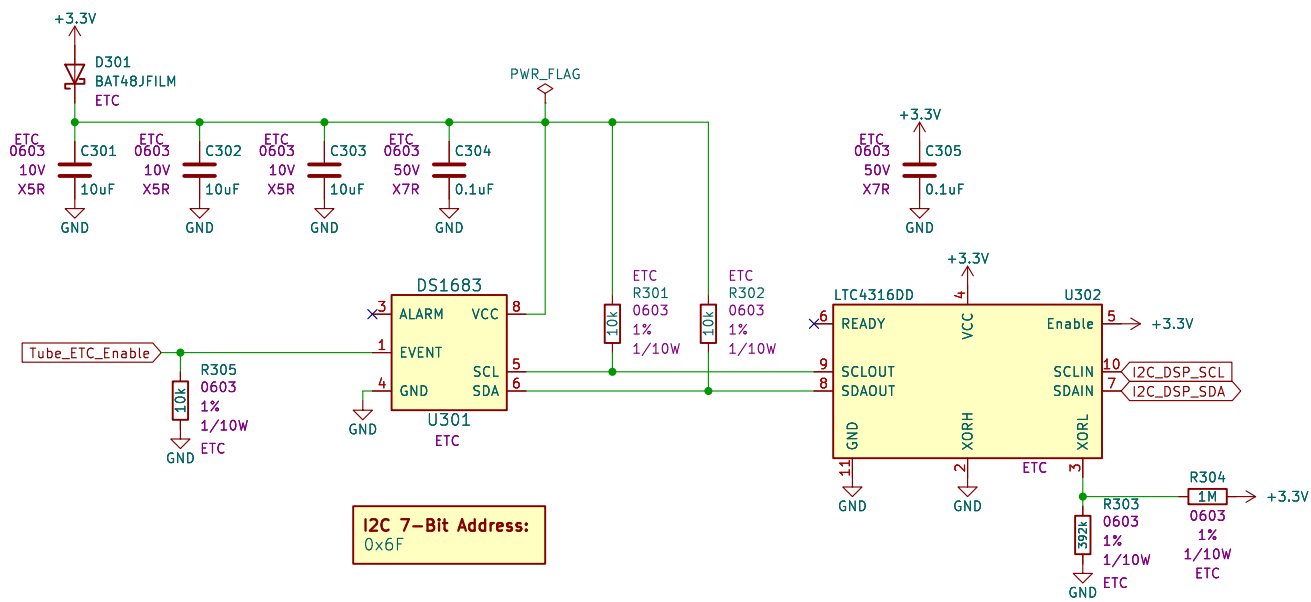 +3.3V
D301
BAT48JFILM
ETC
PWR_FLAG
ETC
0603
10V
X5R
C301
10uF
GND
ETC
0603
10V
X5R
C302
10uF
GND
ETC
0603
10V
X5R
C303
10uF
GND
ETC
0603
50V
X7R
C304
0.1uF
GND
+3.3V
ETC
0603
50V
X7R
C305
0.1uF
GND
DS1683
3 ALARM
VCC 8
1 EVENT
SCL 5
4 GND
SDA 6
U301
ETC
GND
Tube_ETC_Enable
R305
10k
0603
1%
1/10W
ETC
GND
ETC
R301
10k
0603
1%
1/10W
ETC
R302
10k
0603
1%
1/10W
+3.3V
LTC4316DD
U302
4
VCC
6 READY
Enable 5
+3.3V
9 SCLOUT
SCLIN 10
I2C_DSP_SCL
8 SDAOUT
SDAIN 7
I2C_DSP_SDA
GND
11
XORH
2
XORL
3
ETC
GND
GND
R304
1M
+3.3V
0603
1%
1/10W
ETC
R303
392k
0603
1%
1/10W
ETC
GND
I2C 7-Bit Address:
0x6F